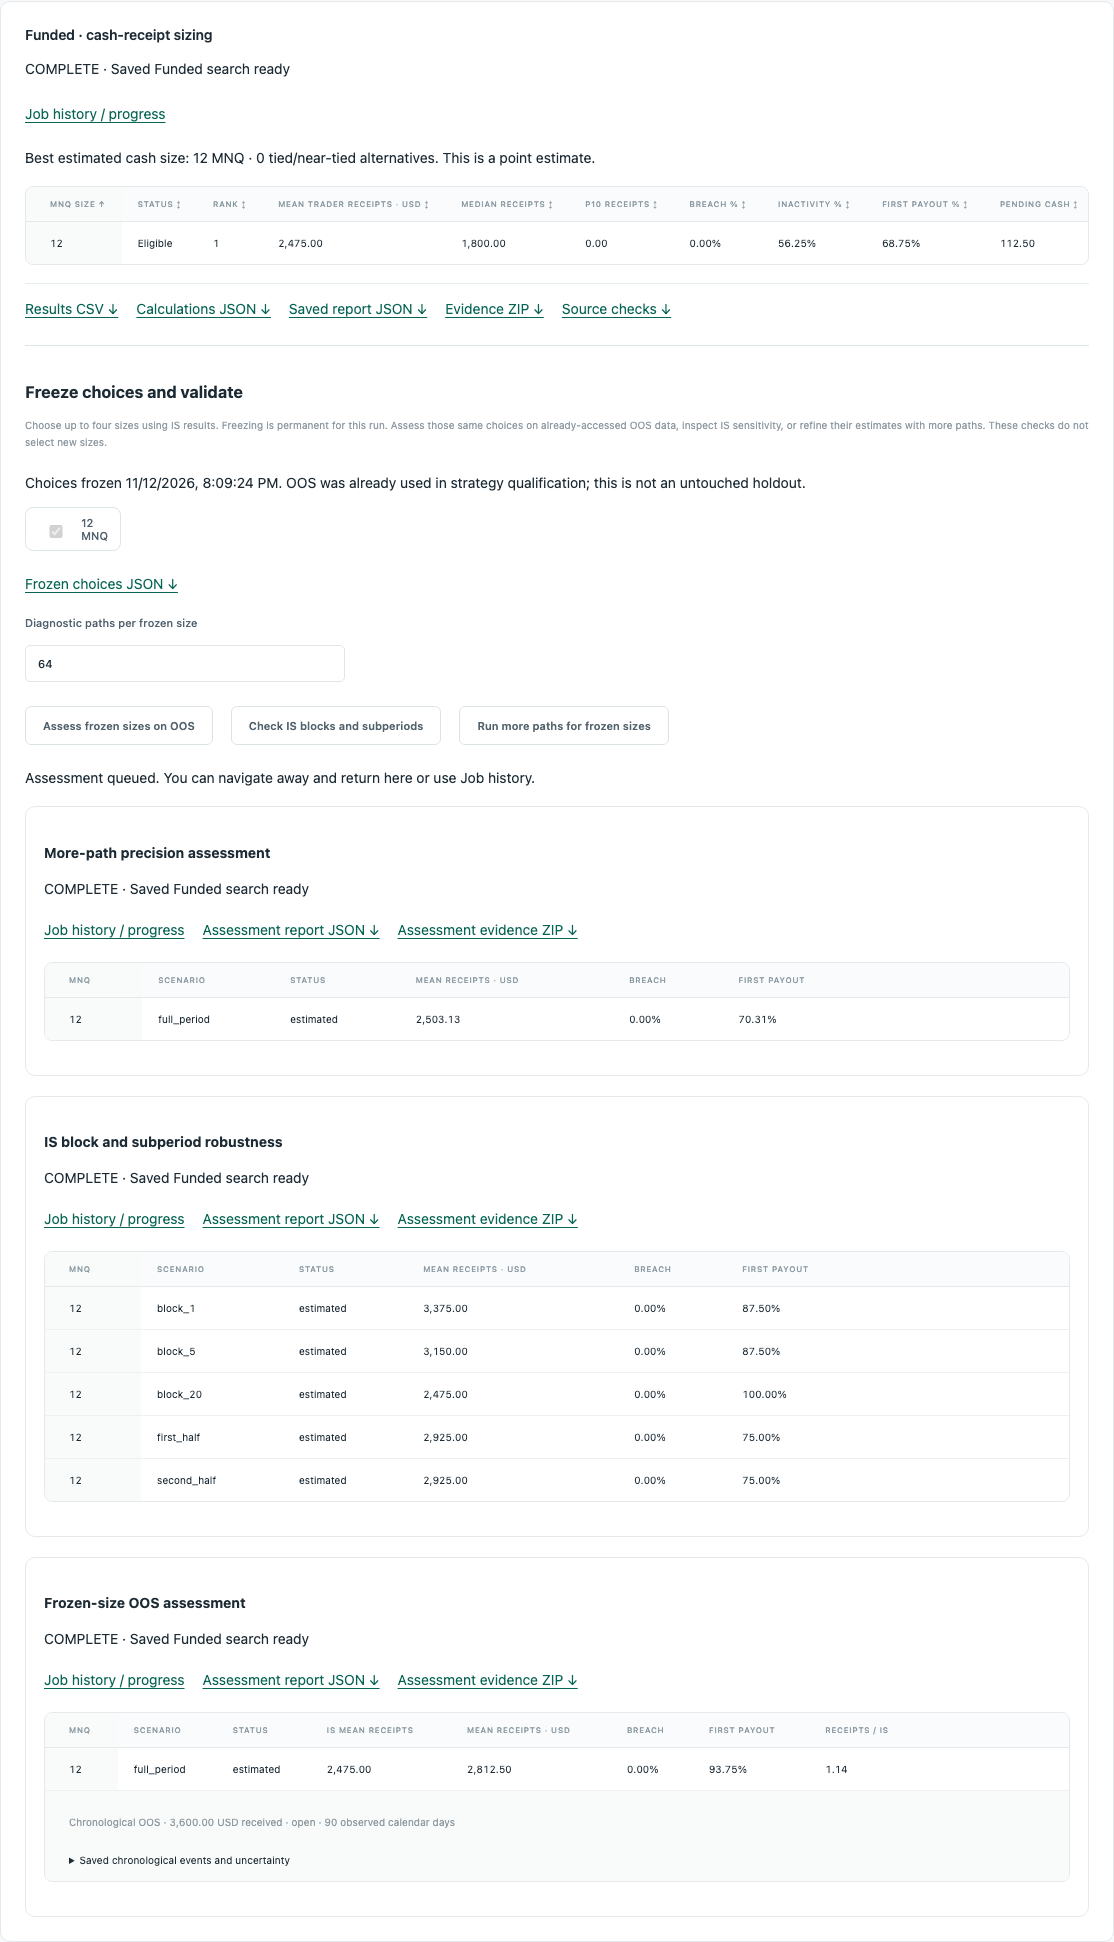 Funded · cash-receipt sizing
COMPLETE · Saved Funded search ready
Job history / progress
Best estimated cash size: 12 MNQ · 0 tied/near-tied alternatives. This is a point estimate.
MNQ SIZE ↑ STATUS ↕ RANK ↕ MEAN TRADER RECEIPTS · USD ↕ MEDIAN RECEIPTS ↕ P10 RECEIPTS ↕ BREACH % ↕ INACTIVITY % ↕ FIRST PAYOUT % ↕ PENDING CASH ↕
12 Eligible 1 2,475.00 1,800.00 0.00 0.00% 56.25% 68.75% 112.50
Results CSV ↓ Calculations JSON ↓ Saved report JSON ↓ Evidence ZIP ↓ Source checks ↓
Freeze choices and validate
Choose up to four sizes using IS results. Freezing is permanent for this run. Assess those same choices on already-accessed OOS data, inspect IS sensitivity, or refine their estimates with more paths. These checks do not
select new sizes.
Choices frozen 11/12/2026, 8:09:24 PM. OOS was already used in strategy qualification; this is not an untouched holdout.
12
MNQ
Frozen choices JSON ↓
Diagnostic paths per frozen size
64
Assess frozen sizes on OOS Check IS blocks and subperiods Run more paths for frozen sizes
Assessment queued. You can navigate away and return here or use Job history.
More-path precision assessment
COMPLETE · Saved Funded search ready
Job history / progress Assessment report JSON ↓ Assessment evidence ZIP ↓
MNQ SCENARIO STATUS MEAN RECEIPTS · USD BREACH FIRST PAYOUT
12 full_period estimated 2,503.13 0.00% 70.31%
IS block and subperiod robustness
COMPLETE · Saved Funded search ready
Job history / progress Assessment report JSON ↓ Assessment evidence ZIP ↓
MNQ SCENARIO STATUS MEAN RECEIPTS · USD BREACH FIRST PAYOUT
12 block_1 estimated 3,375.00 0.00% 87.50%
12 block_5 estimated 3,150.00 0.00% 87.50%
12 block_20 estimated 2,475.00 0.00% 100.00%
12 first_half estimated 2,925.00 0.00% 75.00%
12 second_half estimated 2,925.00 0.00% 75.00%
Frozen-size OOS assessment
COMPLETE · Saved Funded search ready
Job history / progress Assessment report JSON ↓ Assessment evidence ZIP ↓
MNQ SCENARIO STATUS IS MEAN RECEIPTS MEAN RECEIPTS · USD BREACH FIRST PAYOUT RECEIPTS / IS
12 full_period estimated 2,475.00 2,812.50 0.00% 93.75% 1.14
Chronological OOS · 3,600.00 USD received · open · 90 observed calendar days
▶ Saved chronological events and uncertainty